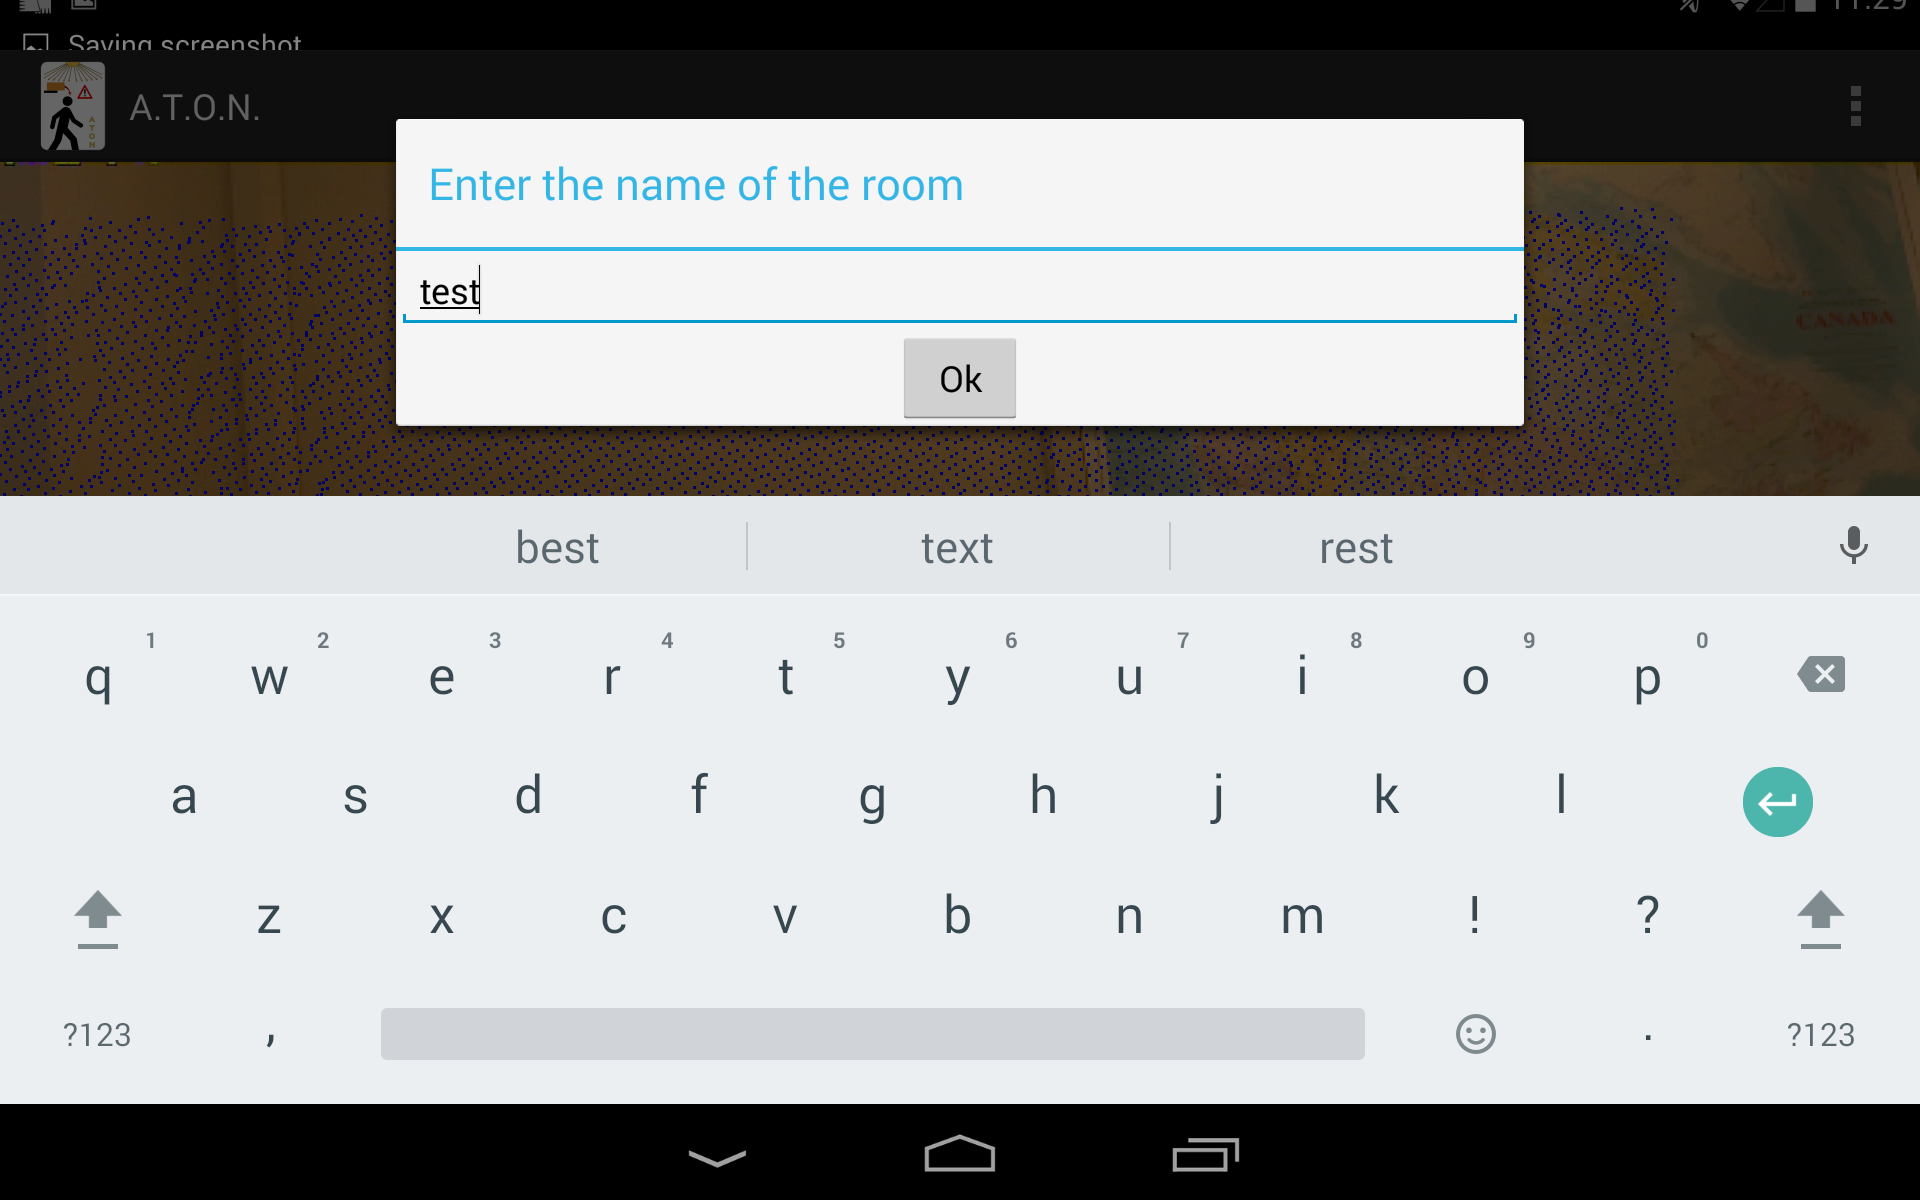 11:29
Saving screenshot
A.T.O.N.
Enter the name of the room
test
CANADA
Ok
best text rest
1 2 3 4 5 6 7 8 9 0
q w e r t y u i o p
a s d f g h j k l
z x c v b n m ! ?
?123 , . ?123